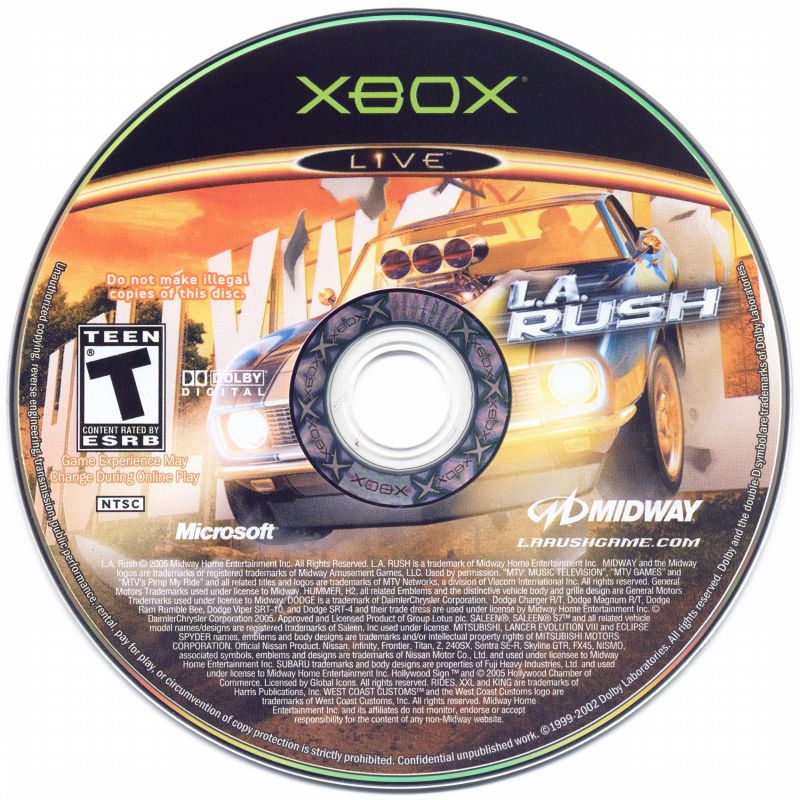 XBOX
LIVE™
Do not make illegal
copies of this disc.
L.A.
RUSH
TEEN
T
CONTENT RATED BY
ESRB
DOLBY
DIGITAL
Game Experience May
Change During Online Play
NTSC
Microsoft®
MIDWAY
LARUSHGAME.COM
XBOX
XBOX
XBOX
XBOX
L.A. Rush © 2005 Midway Home Entertainment Inc. All Rights Reserved. L.A. RUSH is a trademark of Midway Home Entertainment Inc. MIDWAY and the Midway
logos are trademarks or registered trademarks of Midway Amusement Games, LLC. Used by permission. "MTV: MUSIC TELEVISION", "MTV GAMES" and
"MTV's Pimp My Ride" and all related titles and logos are trademarks of MTV Networks, a division of Viacom International Inc. All rights reserved. General
Motors Trademarks used under license to Midway. HUMMER, H2, all related Emblems and the distinctive vehicle body and grille design are General Motors
Trademarks used under license to Midway. DODGE is a trademark of DaimlerChrysler Corporation. Dodge Charger R/T, Dodge Magnum R/T, Dodge
Ram Rumble Bee, Dodge Viper SRT-10, and Dodge SRT-4 and their trade dress are used under license by Midway Home Entertainment Inc. ©
DaimlerChrysler Corporation 2005. Approved and Licensed Product of Group Lotus plc. SALEEN®, SALEEN® S7™ and all related vehicle
model names/designs are registered trademarks of Saleen, Inc used under license. MITSUBISHI, LANCER EVOLUTION VIII and ECLIPSE
SPYDER names, emblems and body designs are trademarks and/or intellectual property rights of MITSUBISHI MOTORS
CORPORATION. Official Nissan Product. Nissan, Infinity, Frontier, Titan, Z, 240SX, Sentra SE-R, Skyline GTR, FX45, NISMO,
associated symbols, emblems and designs are trademarks of Nissan Motor Co., Ltd. and used under license to Midway
Home Entertainment Inc. SUBARU trademarks and body designs are properties of Fuji Heavy Industries, Ltd. and used
under license to Midway Home Entertainment Inc. Hollywood Sign™ and © 2005 Hollywood Chamber of
Commerce. Licensed by Global Icons. All rights reserved. RIDES, XXL and KING are trademarks of
Harris Publications, Inc. WEST COAST CUSTOMS™ and the West Coast Customs logo are
trademarks of West Coast Customs, Inc. All rights reserved. Midway Home
Entertainment Inc. and its affiliates do not monitor, endorse or accept
responsibility for the content of any non-Midway website.
Unauthorized copying, reverse engineering, transmission, public performance, rental, pay for play, or circumvention of copy protection is strictly prohibited. Confidential unpublished work. ©1999-2002 Dolby Laboratories. All rights reserved. Dolby and the double-D symbol are trademarks of Dolby Laboratories.